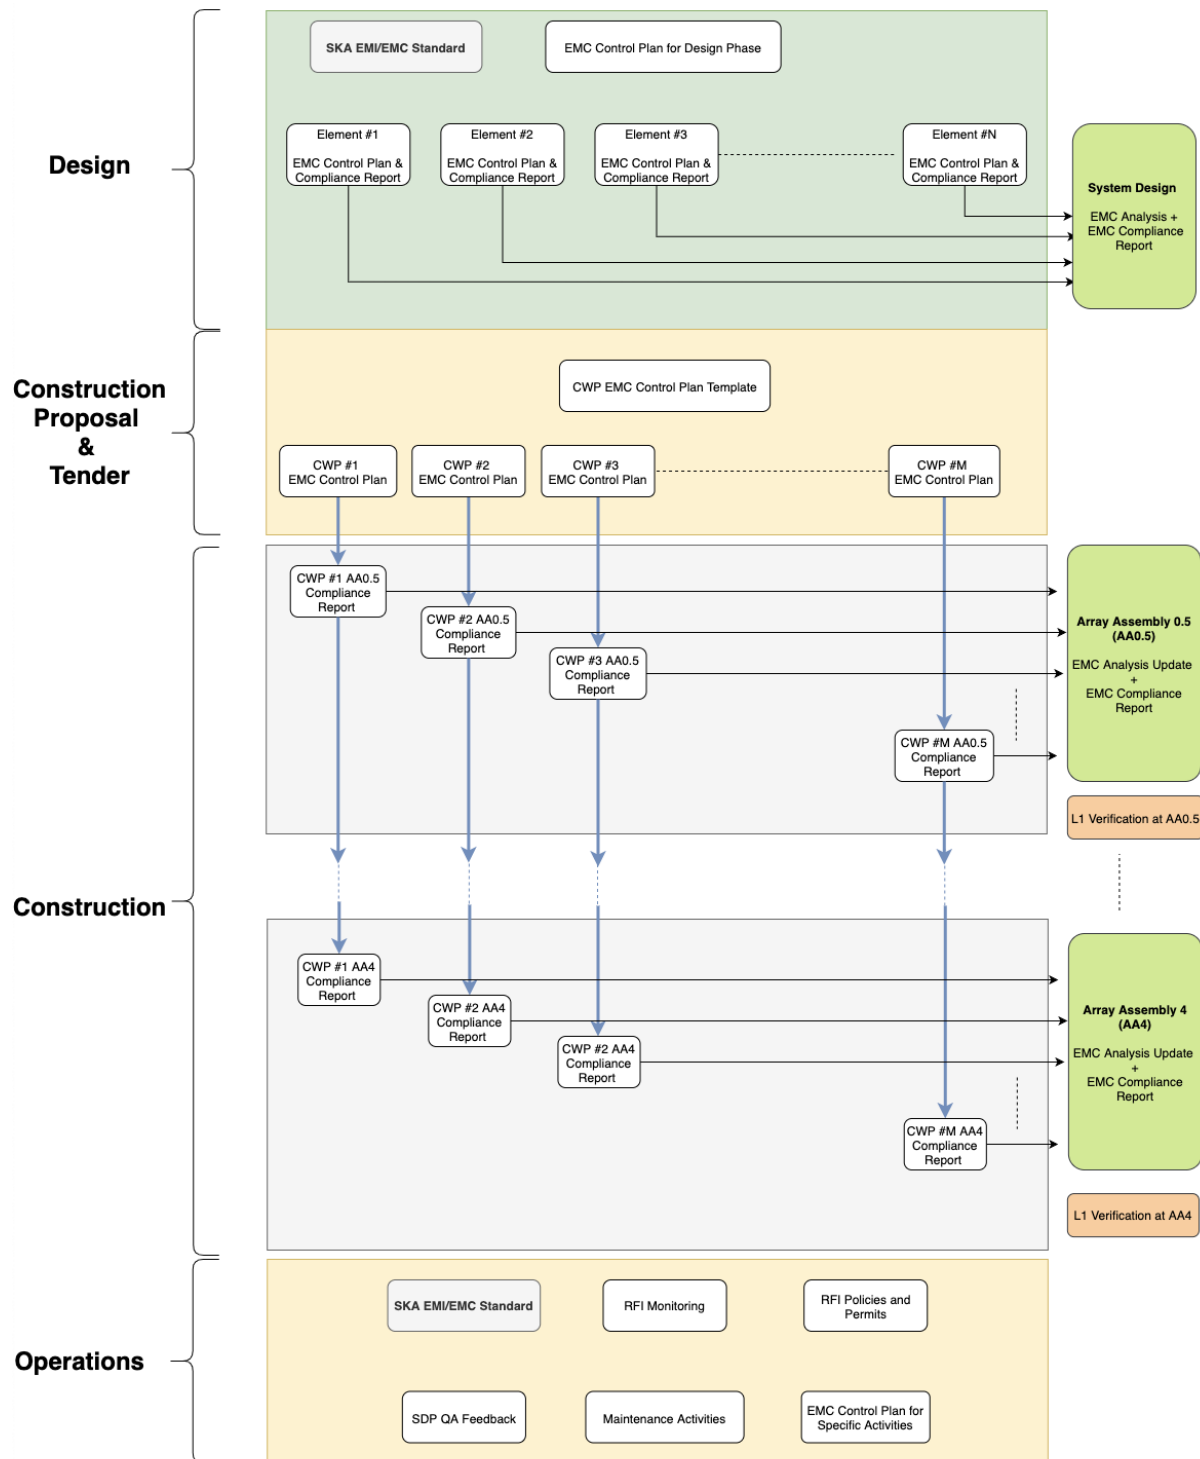 Design
SKA EMI/EMC Standard
EMC Control Plan for Design Phase
Element #1
EMC Control Plan &
Compliance Report
Element #2
EMC Control Plan &
Compliance Report
Element #3
EMC Control Plan &
Compliance Report
Element #N
EMC Control Plan &
Compliance Report
System Design
EMC Analysis +
EMC Compliance
Report
Construction
Proposal
&
Tender
CWP EMC Control Plan Template
CWP #1
EMC Control Plan
CWP #2
EMC Control Plan
CWP #3
EMC Control Plan
CWP #M
EMC Control Plan
Construction
CWP #1 AA0.5
Compliance
Report
CWP #2 AA0.5
Compliance
Report
CWP #3 AA0.5
Compliance
Report
CWP #M AA0.5
Compliance
Report
Array Assembly 0.5
(AA0.5)
EMC Analysis Update
+
EMC Compliance
Report
L1 Verification at AA0.5
CWP #1 AA4
Compliance
Report
CWP #2 AA4
Compliance
Report
CWP #2 AA4
Compliance
Report
CWP #M AA4
Compliance
Report
Array Assembly 4
(AA4)
EMC Analysis Update
+
EMC Compliance
Report
L1 Verification at AA4
Operations
SKA EMI/EMC Standard
RFI Monitoring
RFI Policies and
Permits
SDP QA Feedback
Maintenance Activities
EMC Control Plan for
Specific Activities